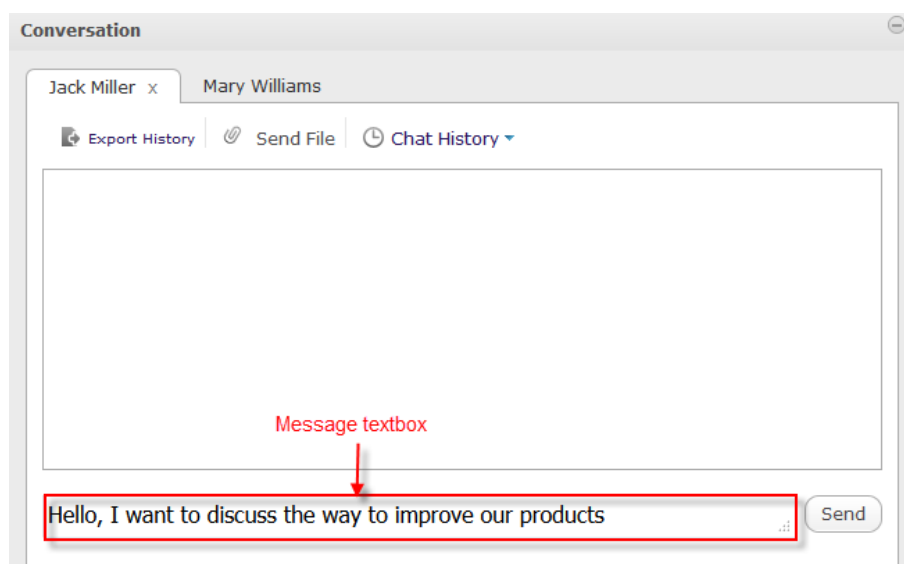 Conversation
Jack Miller x Mary Williams
Export History Send File Chat History
Message textbox
Hello, I want to discuss the way to improve our products
Send